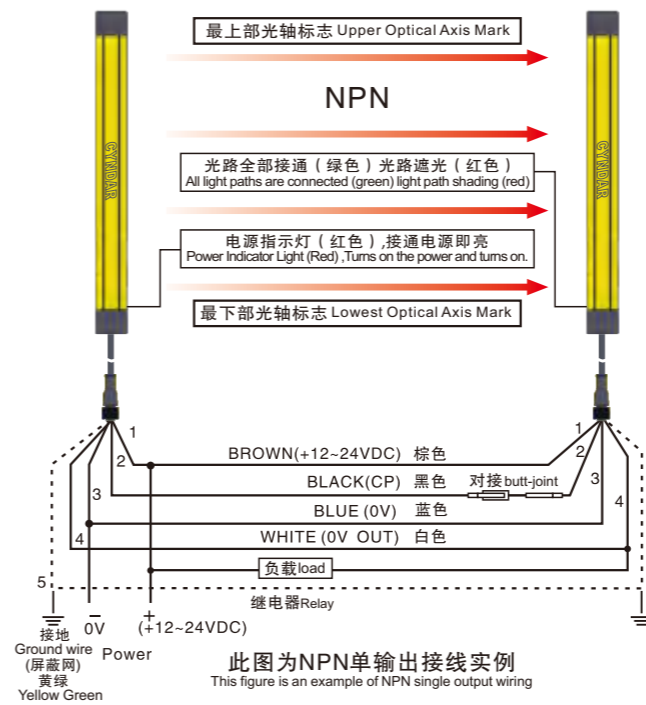 最上部光轴标志 Upper Optical Axis Mark
NPN
GYNDAR
GYNDAR
光路全部接通（绿色）光路遮光（红色）
All light paths are connected (green) light path shading (red)
电源指示灯（红色）,接通电源即亮
Power Indicator Light (Red) ,Turns on the power and turns on.
最下部光轴标志 Lowest Optical Axis Mark
1
2
3
4
5
1
2
3
4
BROWN(+12~24VDC) 棕色
BLACK(CP) 黑色
对接 butt-joint
BLUE (0V) 蓝色
WHITE (0V OUT) 白色
负载load
继电器Relay
接地
Ground wire
(屏蔽网)
黄绿
Yellow Green
−
0V
Power
+
(+12~24VDC)
此图为NPN单输出接线实例
This figure is an example of NPN single output wiring